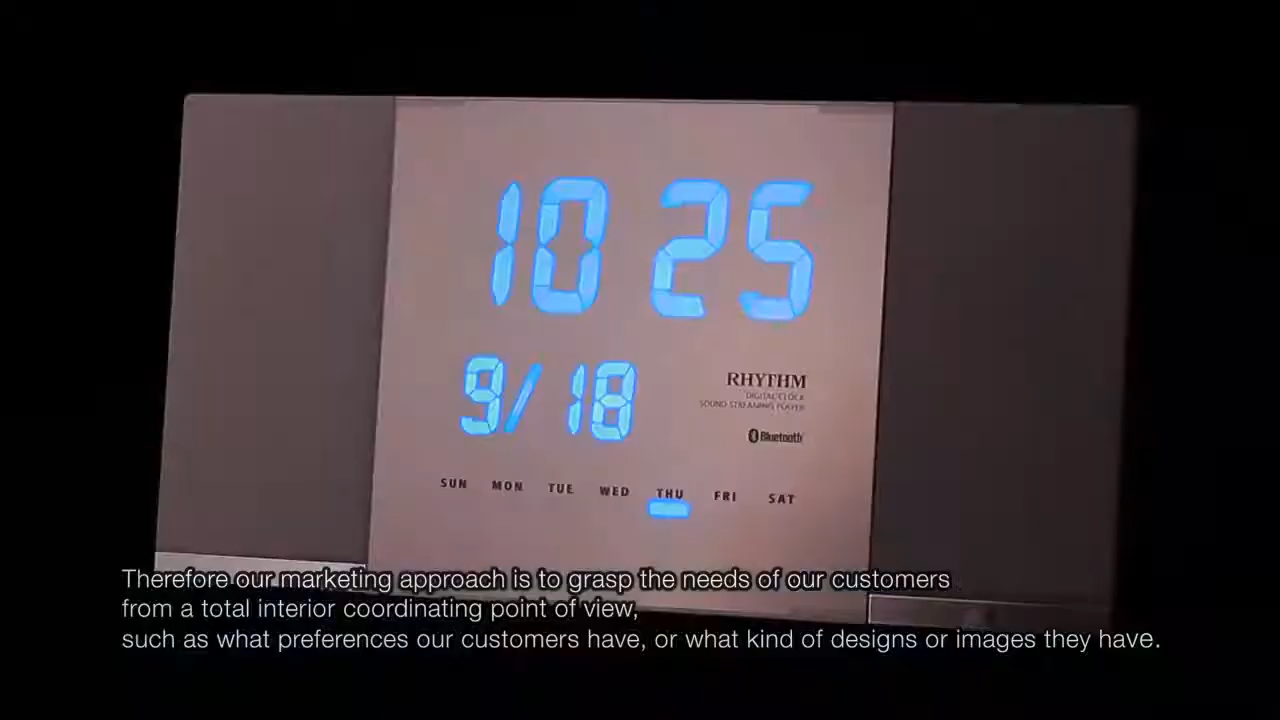 10 25
9/18
RHYTHM
DIGITAL CLOCK
SOUND STREAMING PLAYER
Bluetooth
SUN MON TUE WED THU FRI SAT
Therefore our marketing approach is to grasp the needs of our customers
from a total interior coordinating point of view,
such as what preferences our customers have, or what kind of designs or images they have.